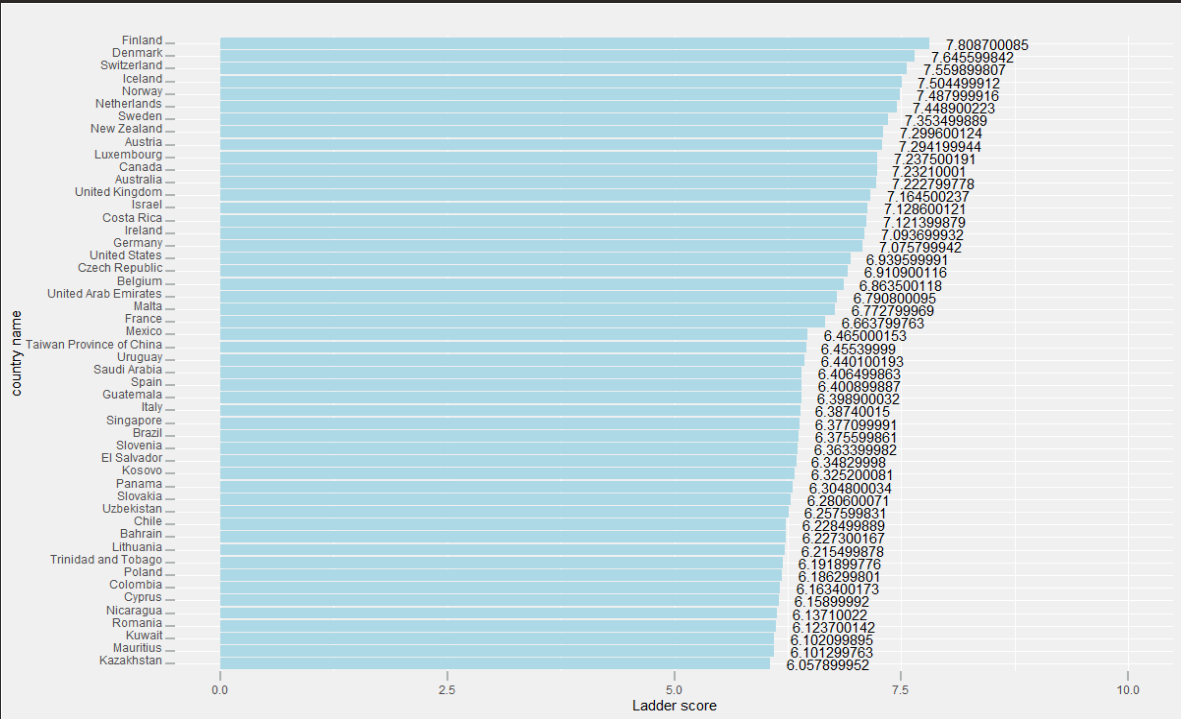 Finland 7.808700085
Denmark 7.645599842
Switzerland 7.559899807
Iceland 7.504499912
Norway 7.487999916
Netherlands 7.448900223
Sweden 7.353499889
New Zealand 7.299600124
Austria 7.294199944
Luxembourg 7.237500191
Canada 7.23210001
Australia 7.222799778
United Kingdom 7.164500237
Israel 7.128600121
Costa Rica 7.121399879
Ireland 7.093699932
Germany 7.075799942
United States 6.939599991
Czech Republic 6.910900116
Belgium 6.863500118
United Arab Emirates 6.790800095
Malta 6.772799969
France 6.663799763
Mexico 6.465000153
Taiwan Province of China 6.45539999
Uruguay 6.440100193
Saudi Arabia 6.406499863
Spain 6.400899887
Guatemala 6.398900032
Italy 6.38740015
Singapore 6.377099991
Brazil 6.375599861
Slovenia 6.363399982
El Salvador 6.34829998
Kosovo 6.325200081
Panama 6.304800034
Slovakia 6.280600071
Uzbekistan 6.257599831
Chile 6.228499889
Bahrain 6.227300167
Lithuania 6.215499878
Trinidad and Tobago 6.191899776
Poland 6.186299801
Colombia 6.163400173
Cyprus 6.15899992
Nicaragua 6.13710022
Romania 6.123700142
Kuwait 6.102099895
Mauritius 6.101299763
Kazakhstan 6.057899952
country name
0.0 2.5 5.0 7.5 10.0
Ladder score